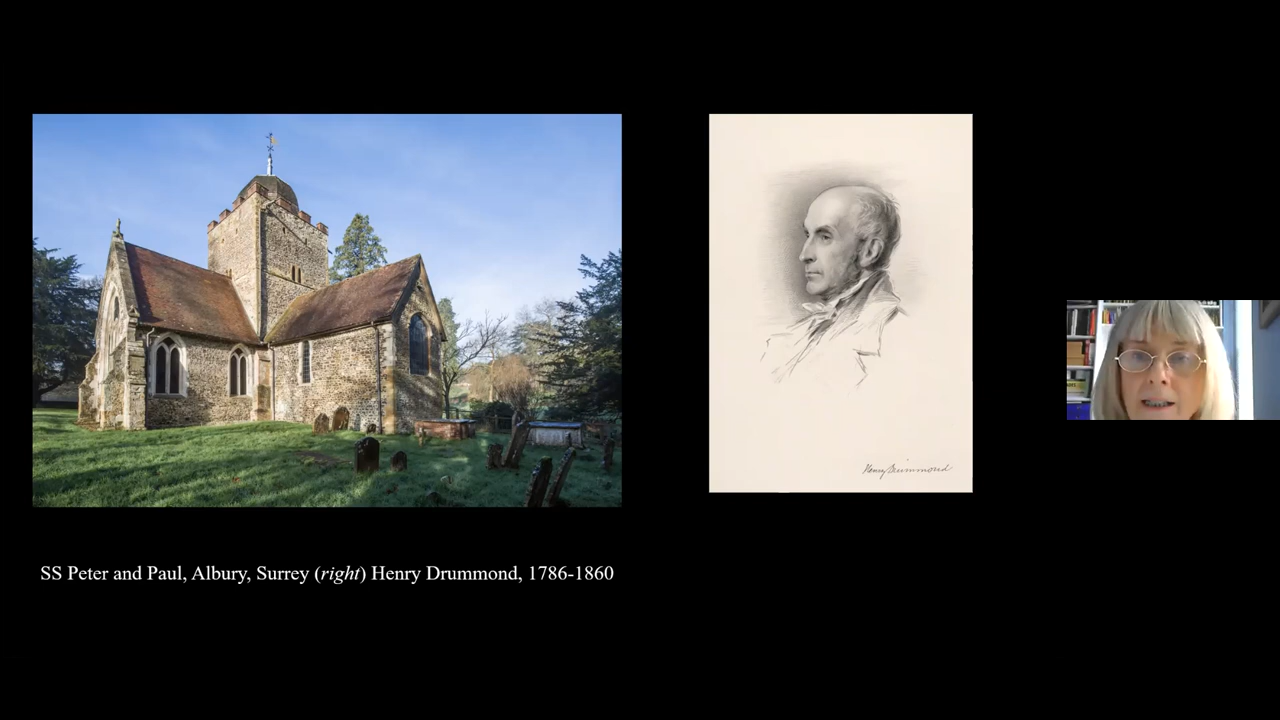 Henry Drummond
SS Peter and Paul, Albury, Surrey (right) Henry Drummond, 1786-1860